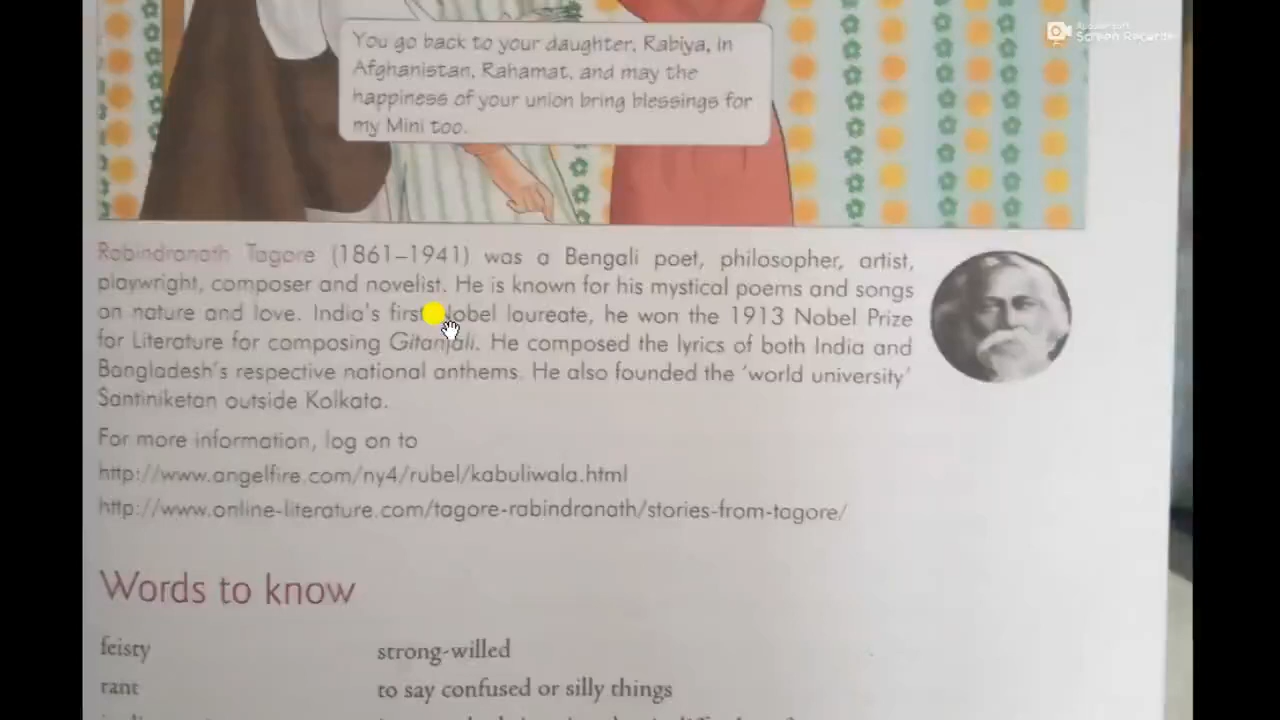 You go back to your daughter, Rabiya, in
Afghanistan, Rahamat, and may the
happiness of your union bring blessings for
my Mini too.
Screen Recorder
Rabindranath Tagore (1861–1941) was a Bengali poet, philosopher, artist,
playwright, composer and novelist. He is known for his mystical poems and songs
on nature and love. India's first Nobel laureate, he won the 1913 Nobel Prize
for Literature for composing Gitanjali. He composed the lyrics of both India and
Bangladesh's respective national anthems. He also founded the 'world university'
Santiniketan outside Kolkata.
For more information, log on to
http://www.angelfire.com/ny4/rubel/kabuliwala.html
http://www.online-literature.com/tagore-rabindranath/stories-from-tagore/
Words to know
feisty strong-willed
rant to say confused or silly things